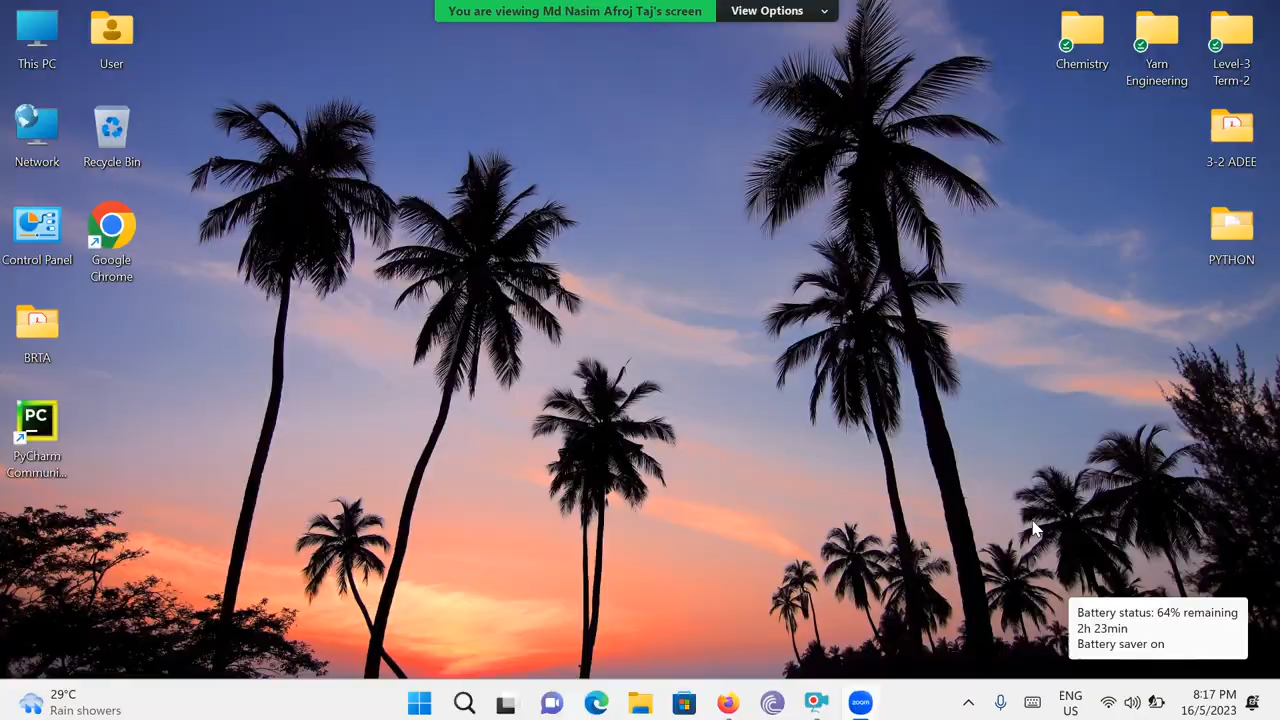 You are viewing Md Nasim Afroj Taj's screen
View Options
This PC
User
Chemistry
Yarn
Engineering
Level-3
Term-2
Network
Recycle Bin
3-2 ADEE
Control Panel
Google
Chrome
PYTHON
BRTA
PC
PyCharm
Communi...
Battery status: 64% remaining
2h 23min
Battery saver on
29°C
Rain showers
zoom
ENG
US
8:17 PM
16/5/2023